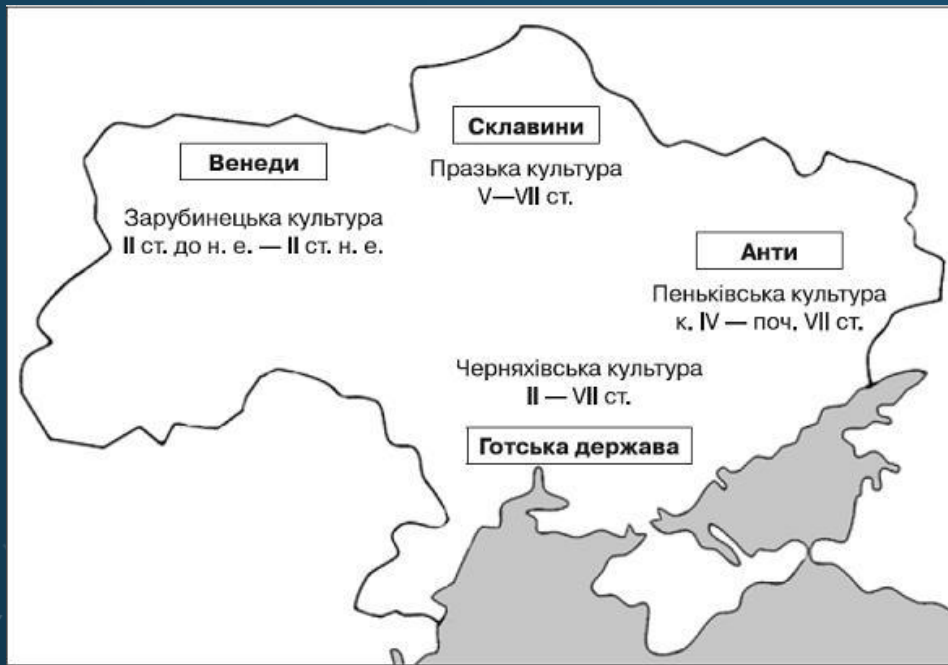 Венеди
Зарубинецька культура
II ст. до н. е. — II ст. н. е.
Склавини
Празька культура
V—VII ст.
Анти
Пеньківська культура
к. IV — поч. VII ст.
Черняхівська культура
II — VII ст.
Готська держава